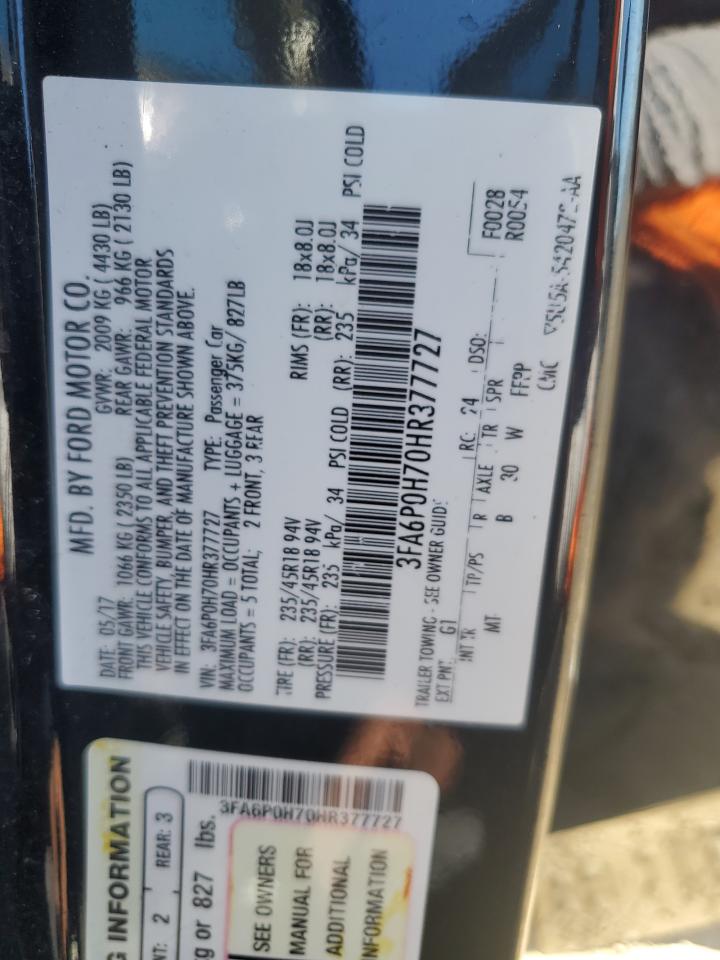 MFD. BY FORD MOTOR CO.
DATE: 05/17 GVWR: 2009 KG ( 4430 LB)
FRONT GAWR: 1066 KG ( 2350 LB) REAR GAWR: 966 KG ( 2130 LB)
THIS VEHICLE CONFORMS TO ALL APPLICABLE FEDERAL MOTOR
VEHICLE SAFETY, BUMPER, AND THEFT PREVENTION STANDARDS
IN EFFECT ON THE DATE OF MANUFACTURE SHOWN ABOVE.
VIN: 3FA6P0H70HR377727 TYPE: Passenger Car
MAXIMUM LOAD = OCCUPANTS + LUGGAGE = 375KG/ 827LB
OCCUPANTS = 5 TOTAL; 2 FRONT, 3 REAR
TIRE (FR): 235/45R18 94V RIMS (FR): 18x8.0J
(RR): 235/45R18 94V (RR): 18x8.0J
PRESSURE (FR): 235 kPa/ 34 PSI COLD (RR): 235 kPa/ 34 PSI COLD
3FA6P0H70HR377727
TRAILER TOWING - SEE OWNER GUIDE
EXT PNT: G1 RC: 24 DSO: F0028
R0054
INT TR TP/PS R AXLE TR SPR
MT B 30 W
CMC
3FA6P0H70HR377727
G INFORMATION
NT: 2 REAR: 3
g or 827 lbs.
SEE OWNERS
MANUAL FOR
ADDITIONAL
INFORMATION